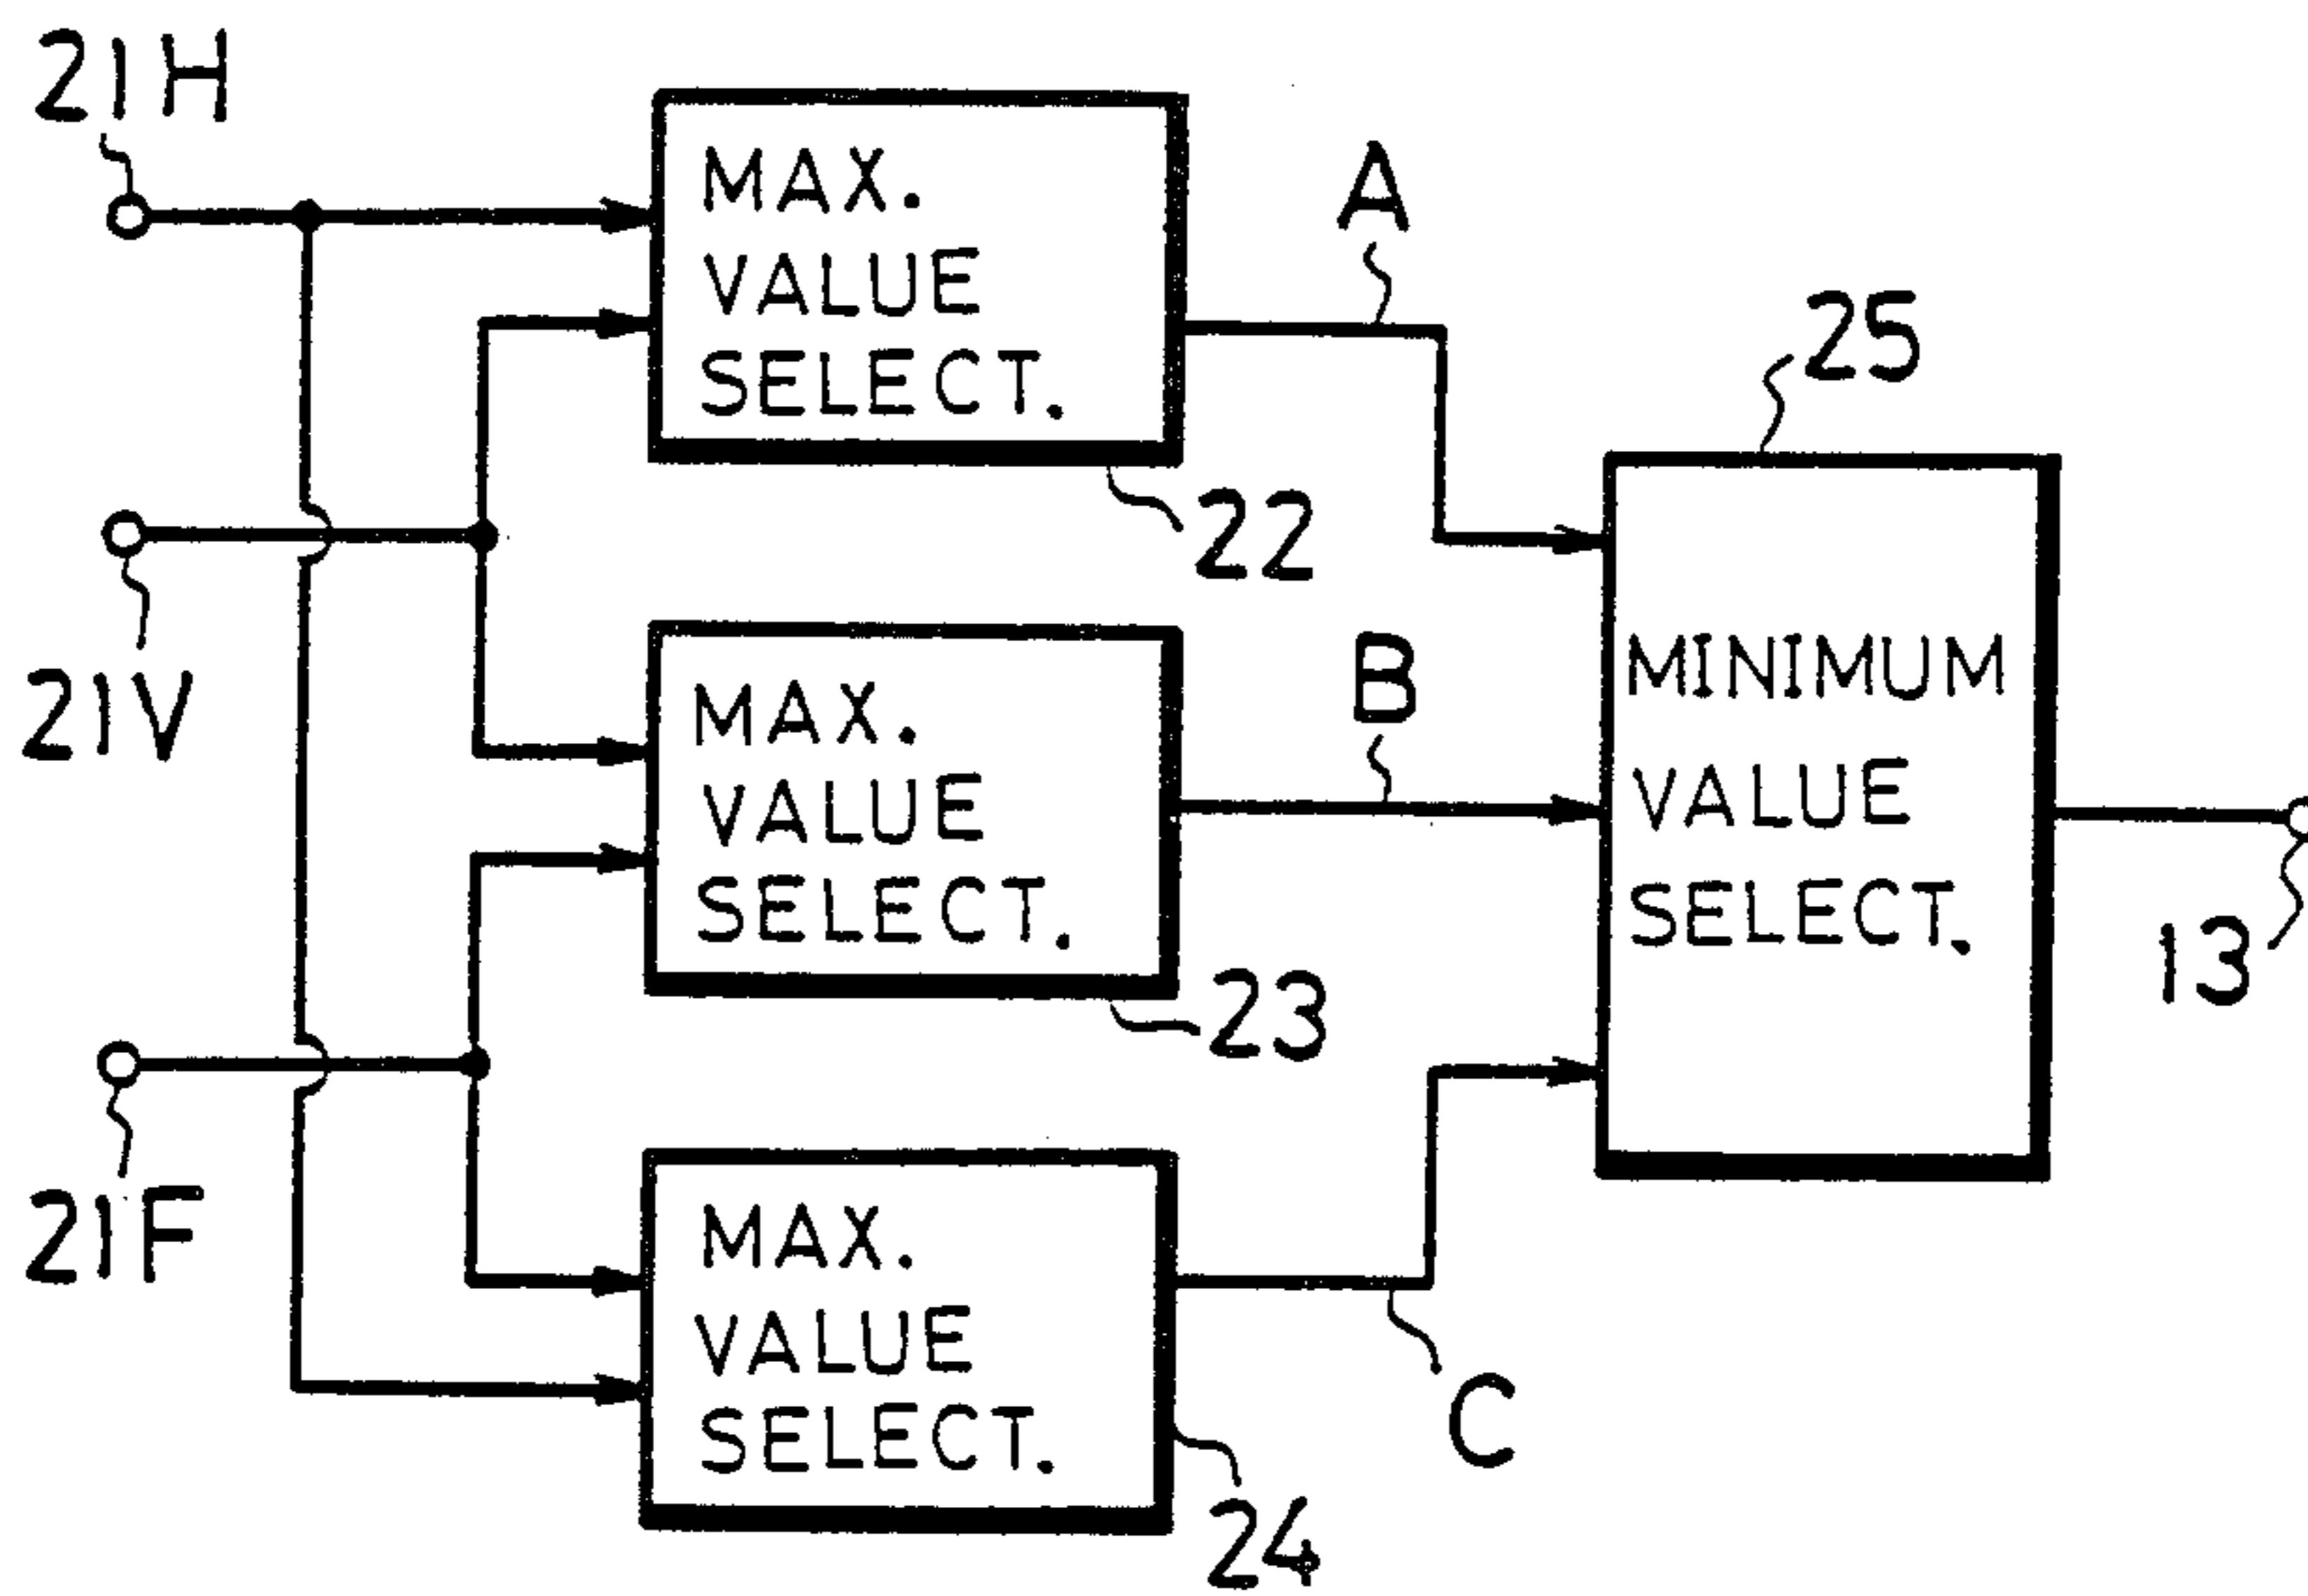 21H
MAX.
VALUE
SELECT.
A
22
25
21V
MAX.
VALUE
SELECT.
B
23
MINIMUM
VALUE
SELECT.
13
21F
MAX.
VALUE
SELECT.
C
24